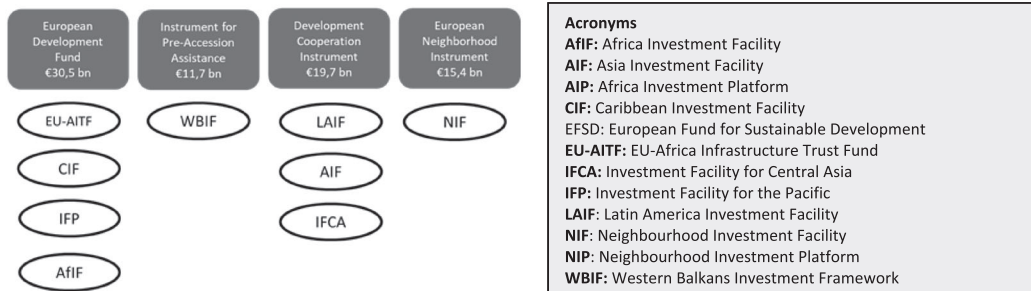 European
Development
Fund
€30,5 bn
EU-AITF
CIF
IFP
AfIF
Instrument for
Pre-Accession
Assistance
€11,7 bn
WBIF
Development
Cooperation
Instrument
€19,7 bn
LAIF
AIF
IFCA
European
Neighborhood
Instrument
€15,4 bn
NIF
Acronyms
AfIF: Africa Investment Facility
AIF: Asia Investment Facility
AIP: Africa Investment Platform
CIF: Caribbean Investment Facility
EFSD: European Fund for Sustainable Development
EU-AITF: EU-Africa Infrastructure Trust Fund
IFCA: Investment Facility for Central Asia
IFP: Investment Facility for the Pacific
LAIF: Latin America Investment Facility
NIF: Neighbourhood Investment Facility
NIP: Neighbourhood Investment Platform
WBIF: Western Balkans Investment Framework